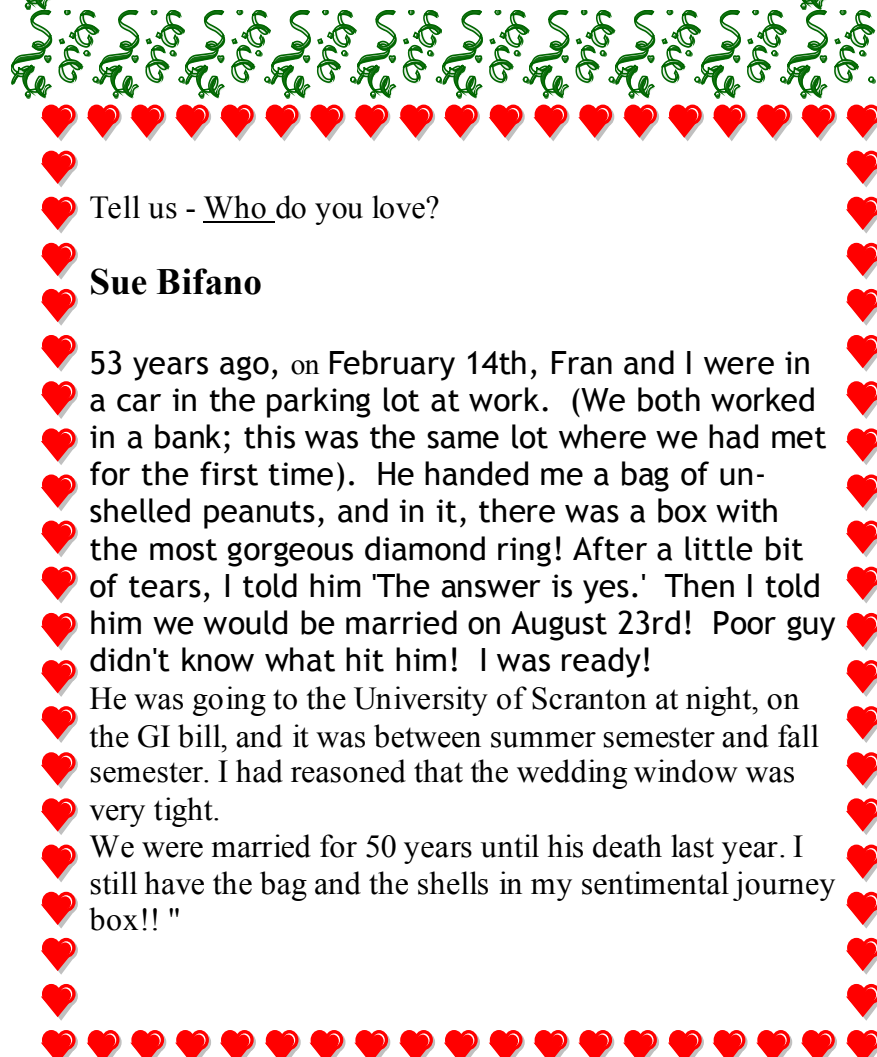 Tell us - Who do you love?
Sue Bifano
53 years ago, on February 14th, Fran and I were in
a car in the parking lot at work.  (We both worked
in a bank; this was the same lot where we had met
for the first time).  He handed me a bag of un-
shelled peanuts, and in it, there was a box with
the most gorgeous diamond ring! After a little bit
of tears, I told him 'The answer is yes.'  Then I told
him we would be married on August 23rd!  Poor guy
didn't know what hit him!  I was ready!
He was going to the University of Scranton at night, on
the GI bill, and it was between summer semester and fall
semester. I had reasoned that the wedding window was
very tight.
We were married for 50 years until his death last year. I
still have the bag and the shells in my sentimental journey
box!! "